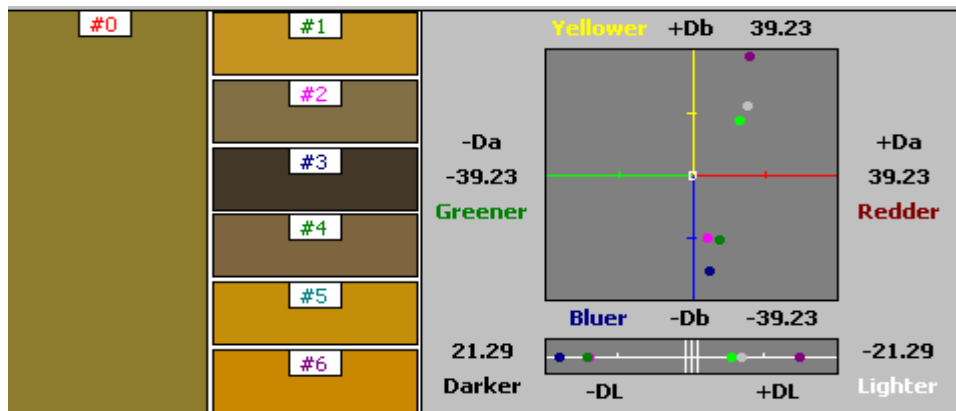 #0
#1
#2
#3
#4
#5
#6
Yellower +Db 39.23
-Da
-39.23
Greener
+Da
39.23
Redder
Bluer -Db -39.23
21.29
Darker
-DL
+DL
-21.29
Lighter